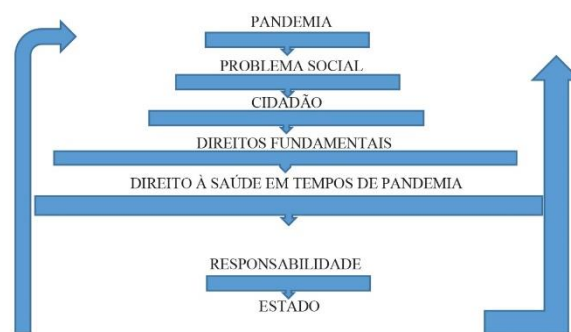 PANDEMIA
PROBLEMA SOCIAL
CIDADÃO
DIREITOS FUNDAMENTAIS
DIREITO À SAÚDE EM TEMPOS DE PANDEMIA
RESPONSABILIDADE
ESTADO